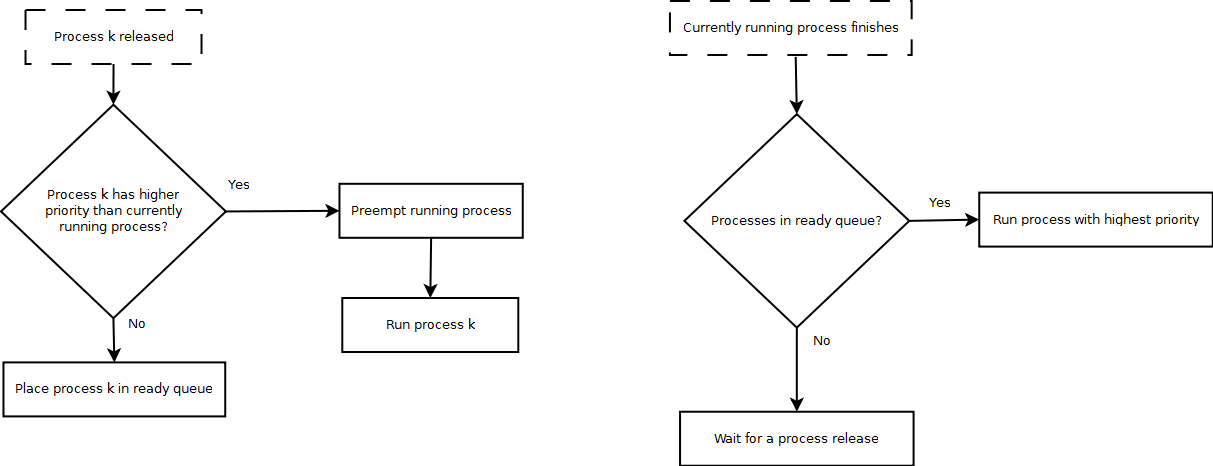 Process k released
Process k has higher
priority than currently
running process?
Yes
Preempt running process
Run process k
No
Place process k in ready queue
Currently running process finishes
Processes in ready queue?
Yes
Run process with highest priority
No
Wait for a process release